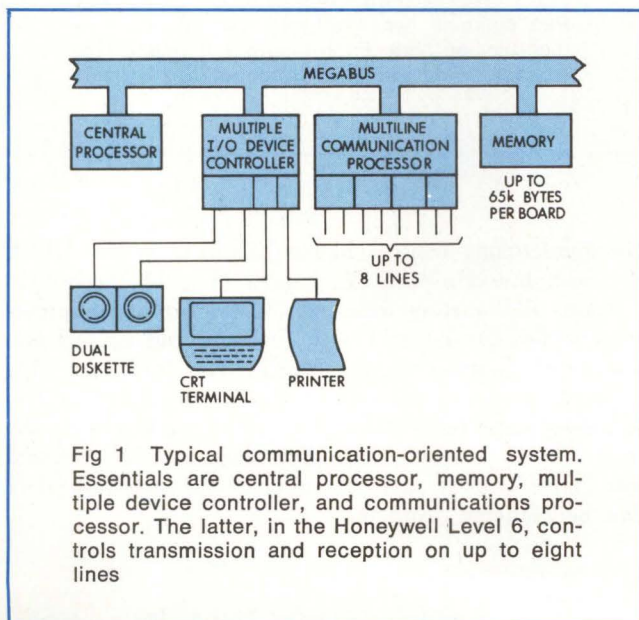 MEGABUS
CENTRAL
PROCESSOR
MULTIPLE
I/O DEVICE
CONTROLLER
MULTILINE
COMMUNICATION
PROCESSOR
MEMORY
UP TO
65k BYTES
PER BOARD
UP TO
8 LINES
DUAL
DISKETTE
CRT
TERMINAL
PRINTER
Fig 1 Typical communication-oriented system.
Essentials are central processor, memory, mul-
tiple device controller, and communications pro-
cessor. The latter, in the Honeywell Level 6, con-
trols transmission and reception on up to eight
lines